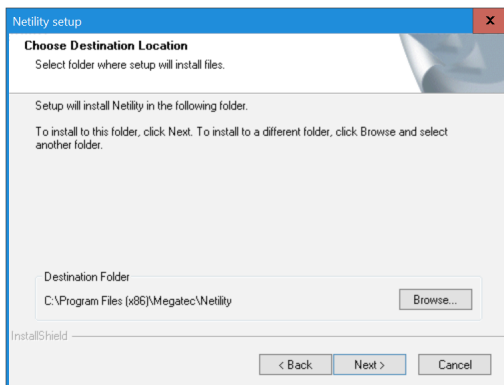 Netility setup
x
Choose Destination Location
Select folder where setup will install files.
Setup will install Netility in the following folder.
To install to this folder, click Next. To install to a different folder, click Browse and select
another folder.
Destination Folder
C:\Program Files (x86)\Megatec\Netility
Browse...
InstallShield
< Back
Next >
Cancel